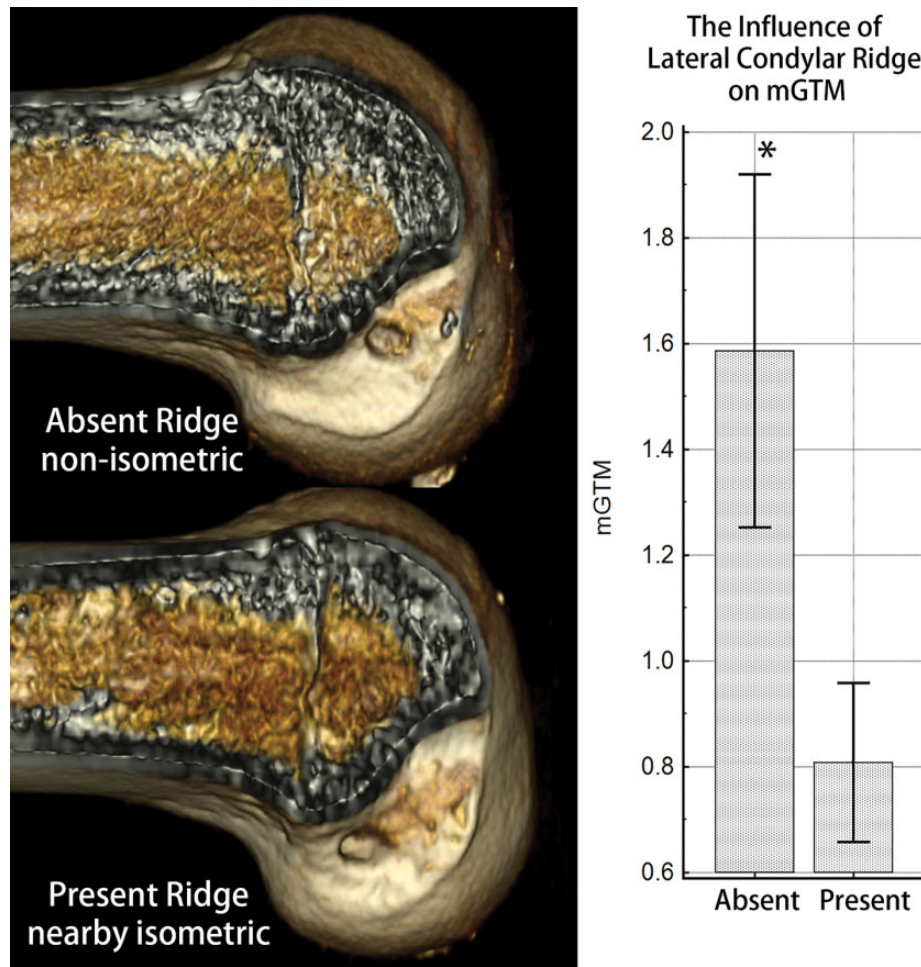 Absent Ridge
non-isometric
Present Ridge
nearby isometric
The Influence of
Lateral Condylar Ridge
on mGTM
mGTM
2.0
1.8
1.6
1.4
1.2
1.0
0.8
0.6
*
Absent Present